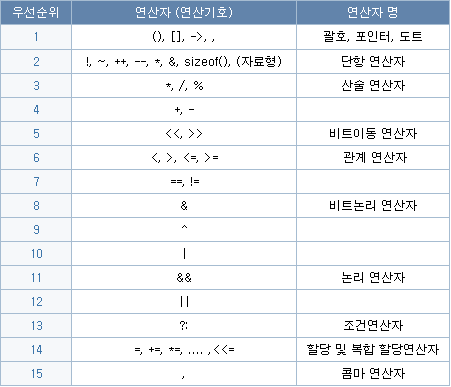 우선순위 연산자 (연산기호) 연산자 명
1 (), [], ->, , 괄호, 포인터, 도트
2 !, ~, ++, --, *, &, sizeof(), (자료형) 단항 연산자
3 *, /, % 산술 연산자
4 +, -
5 <<, >> 비트이동 연산자
6 <, >, <=, >= 관계 연산자
7 ==, !=
8 & 비트논리 연산자
9 ^
10 |
11 && 논리 연산자
12 ||
13 ?: 조건연산자
14 =, +=, *=, .... ,<<= 할당 및 복합 할당연산자
15 , 콤마 연산자